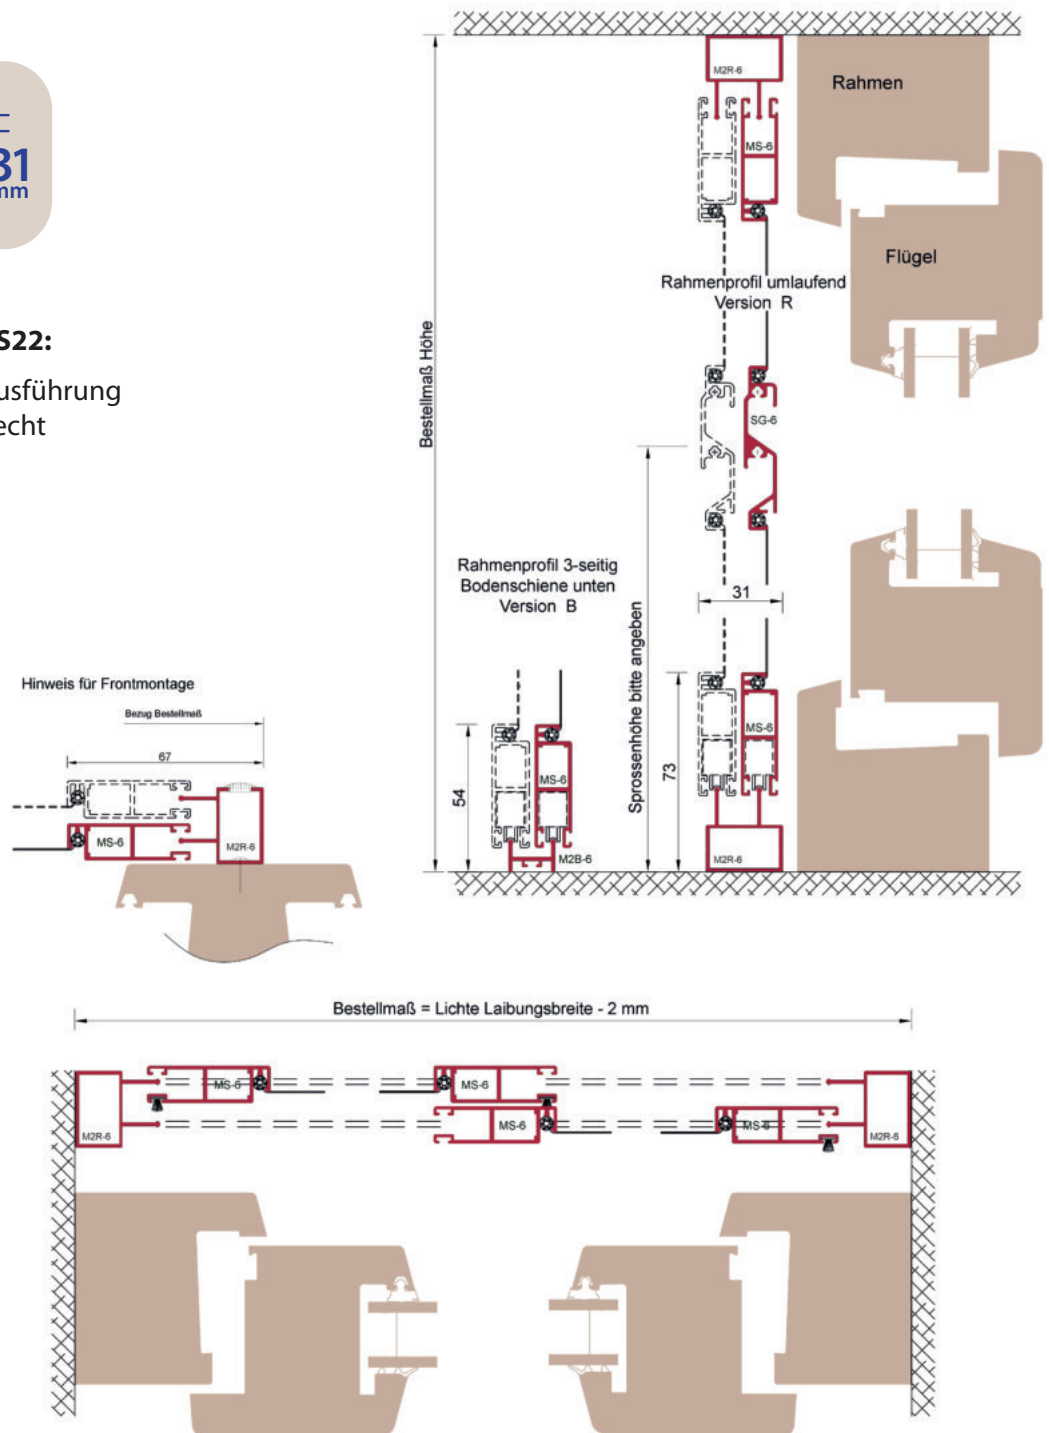 31
mm
S22:
usführung
echt
M2R-6
Rahmen
MS-6
Flügel
Rahmenprofil umlaufend
Version R
Bestellmaß Höhe
SG-6
Rahmenprofil 3-seitig
Bodenschiene unten
Version B
31
Sprossenhöhe bitte angeben
Hinweis für Frontmontage
Bezug Bestellmaß
67
54
73
MS-6
MS-6
MS-6
M2R-6
M2B-6
M2R-6
Bestellmaß = Lichte Laibungsbreite - 2 mm
MS-6
MS-6
M2R-6
MS-6
MS-6
M2R-6